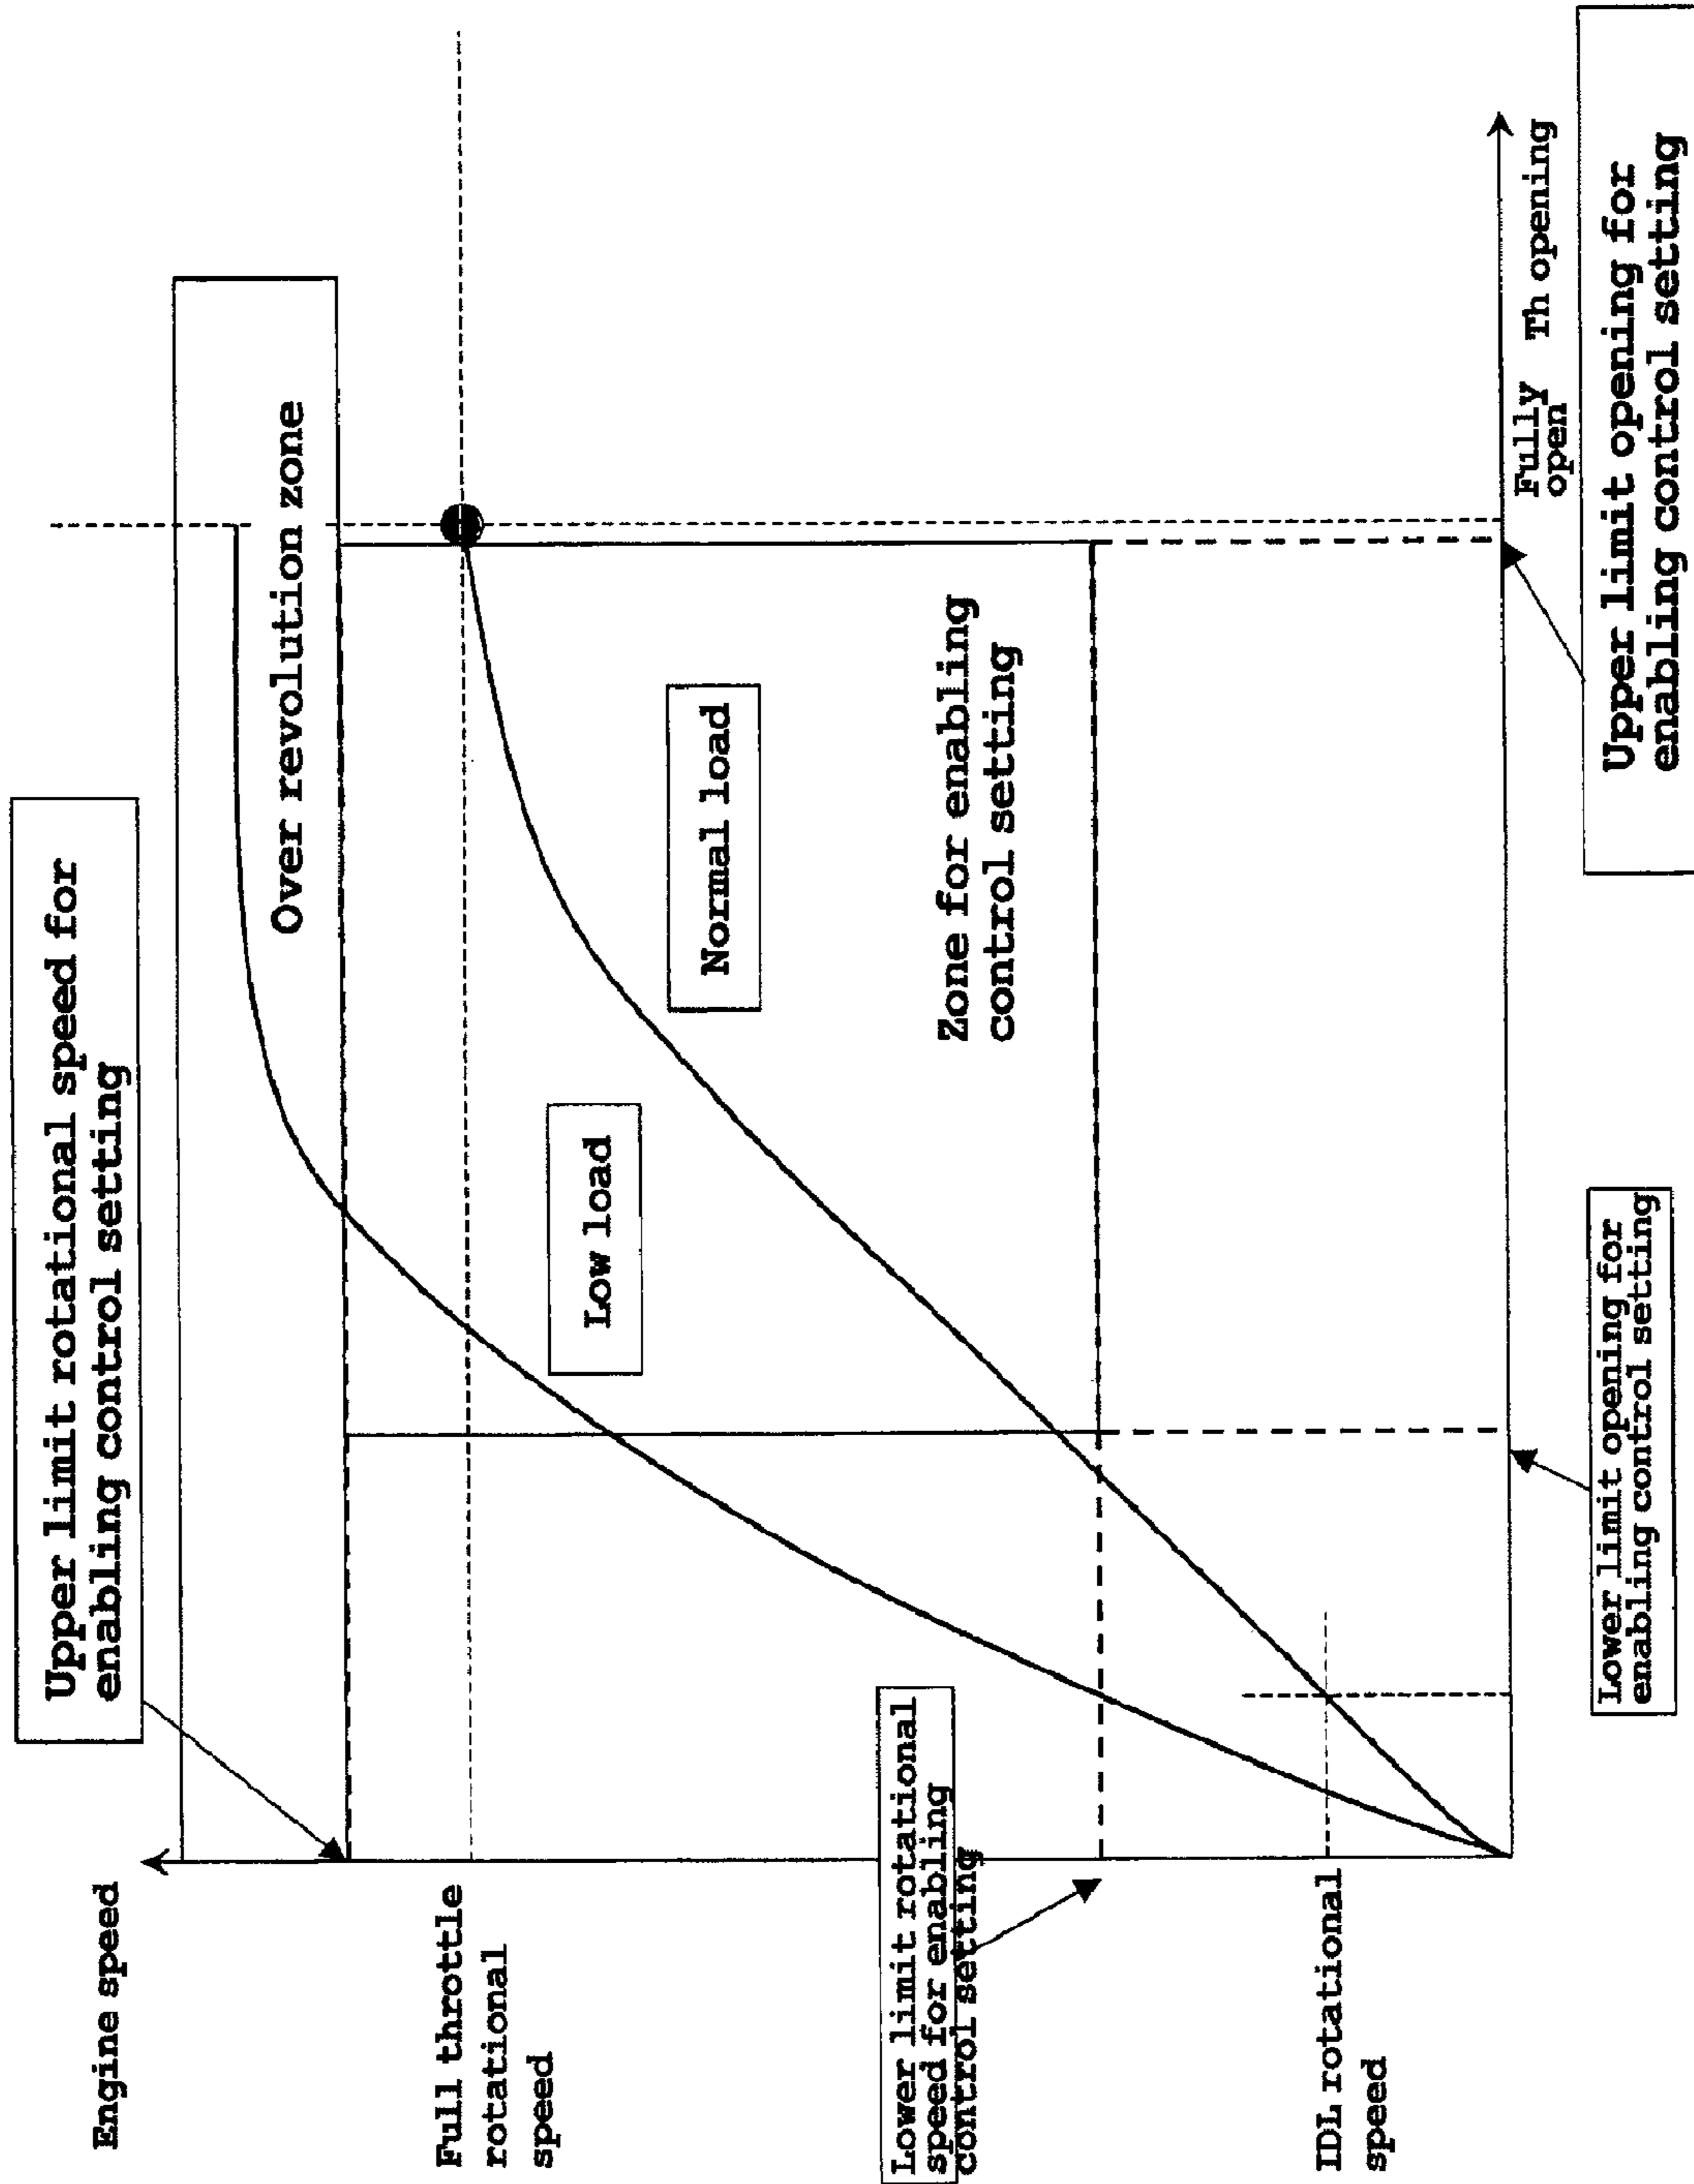 Engine speed
Upper limit rotational speed for
enabling control setting
Over revolution zone
Full throttle
rotational
speed
Low load
Normal load
Zone for enabling
control setting
Lower limit rotational
speed for enabling
control setting
IDL rotational
speed
Fully
open
Th opening
Lower limit opening for
enabling control setting
Upper limit opening for
enabling control setting